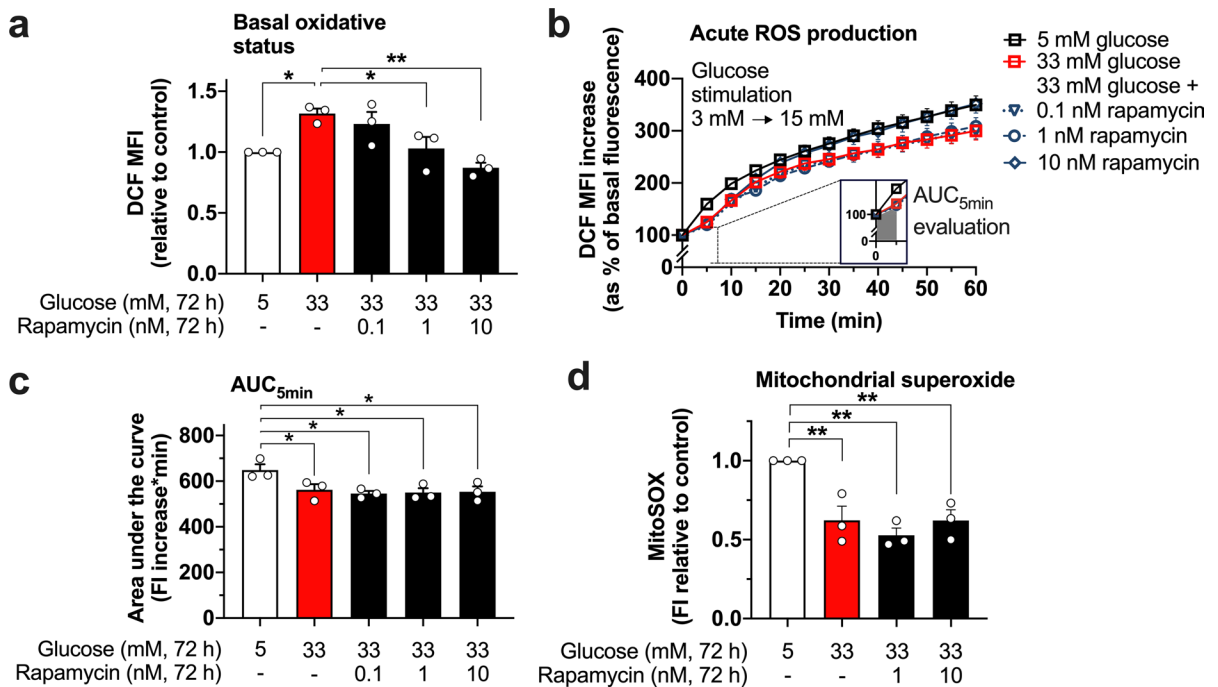 a
Basal oxidative
status
*
*
**
DCF MFI
(relative to control)
1.5
1.0
1.0
0.0
Glucose (mM, 72 h) 5 33 33 33 33
Rapamycin (nM, 72 h) - - 0.1 1 10
b
Acute ROS production
Glucose
stimulation
3 mM → 15 mM
DCF MFI increase
(as % of basal fluorescence)
400
300
200
100
0 10 20 30 40 50 60
Time (min)
100
0
AUC5min
evaluation
5 mM glucose
33 mM glucose
33 mM glucose +
0.1 nM rapamycin
1 nM rapamycin
10 nM rapamycin
c
AUC5min
*
*
*
*
Area under the curve
(FI increase*min)
800
600
400
200
0
Glucose (mM, 72 h) 5 33 33 33 33
Rapamycin (nM, 72 h) - - 0.1 1 10
d
Mitochondrial superoxide
**
**
**
MitoSOX
(FI relative to control)
1.0
0.5
0.0
Glucose (mM, 72 h) 5 33 33 33
Rapamycin (nM, 72 h) - - 1 10